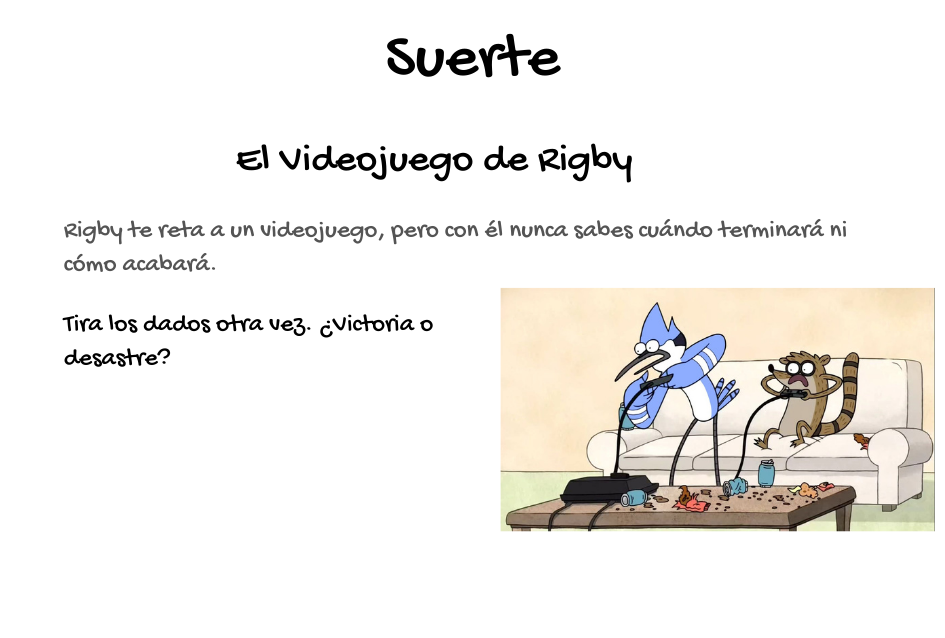 Suerte
El Videojuego de Rigby
Rigby te reta a un videojuego, pero con él nunca sabes cuándo terminará ni
cómo acabará.
Tira los dados otra vez. ¿Victoria o
desastre?